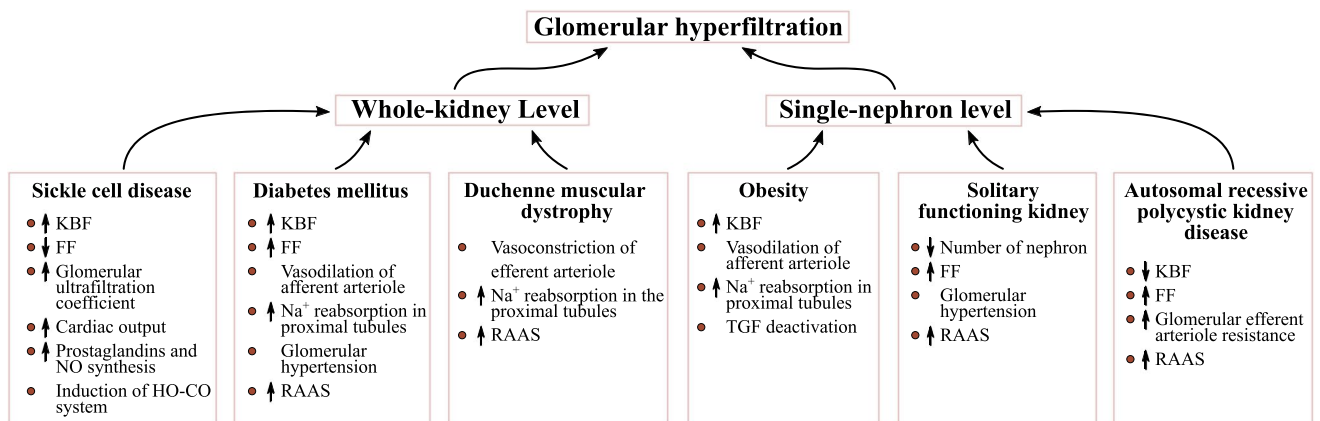 Glomerular hyperfiltration
Whole-kidney Level
Single-nephron level
Sickle cell disease
KBF
FF
Glomerular
ultrafiltration
coefficient
Cardiac output
Prostaglandins and
NO synthesis
Induction of HO-CO
system
Diabetes mellitus
KBF
FF
Vasodilation of
afferent arteriole
Na⁺ reabsorption in
proximal tubules
Glomerular
hypertension
RAAS
Duchenne muscular
dystrophy
Vasoconstriction of
efferent arteriole
Na⁺ reabsorption in the
proximal tubules
RAAS
Obesity
KBF
Vasodilation of
afferent arteriole
Na⁺ reabsorption in
proximal tubules
TGF deactivation
Solitary
functioning kidney
Number of nephron
FF
Glomerular
hypertension
RAAS
Autosomal recessive
polycystic kidney
disease
KBF
FF
Glomerular efferent
arteriole resistance
RAAS